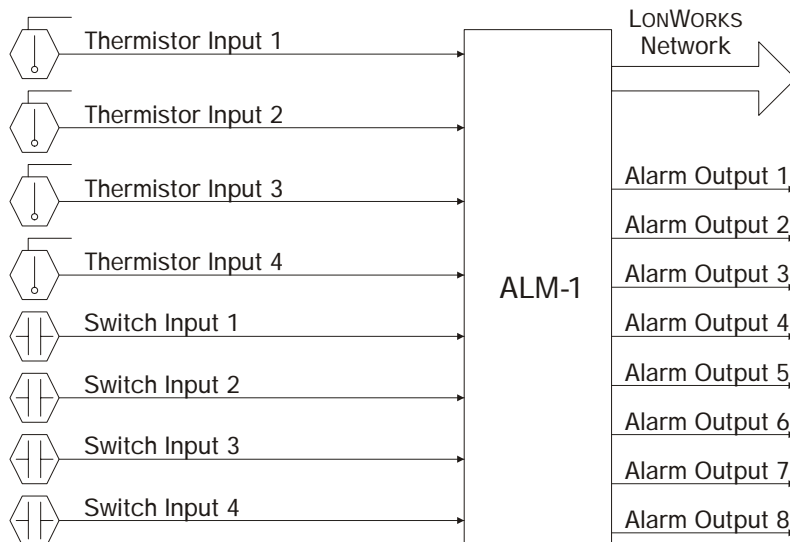 Thermistor Input 1
Thermistor Input 2
Thermistor Input 3
Thermistor Input 4
Switch Input 1
Switch Input 2
Switch Input 3
Switch Input 4
ALM-1
LONWORKS
Network
Alarm Output 1
Alarm Output 2
Alarm Output 3
Alarm Output 4
Alarm Output 5
Alarm Output 6
Alarm Output 7
Alarm Output 8